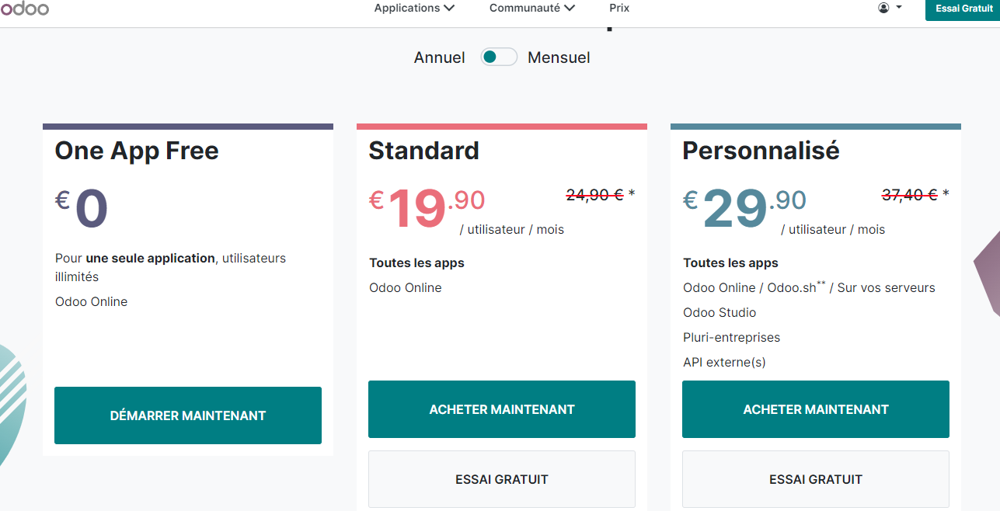 odoo
Applications
Communauté
Prix
Essai Gratuit
Annuel
Mensuel
One App Free
€ 0
Pour une seule application, utilisateurs
illimités
Odoo Online
DÉMARRER MAINTENANT
Standard
€ 19.90
24,90 € *
/ utilisateur / mois
Toutes les apps
Odoo Online
ACHETER MAINTENANT
ESSAI GRATUIT
Personnalisé
€ 29.90
37,40 € *
/ utilisateur / mois
Toutes les apps
Odoo Online / Odoo.sh** / Sur vos serveurs
Odoo Studio
Pluri-entreprises
API externe(s)
ACHETER MAINTENANT
ESSAI GRATUIT